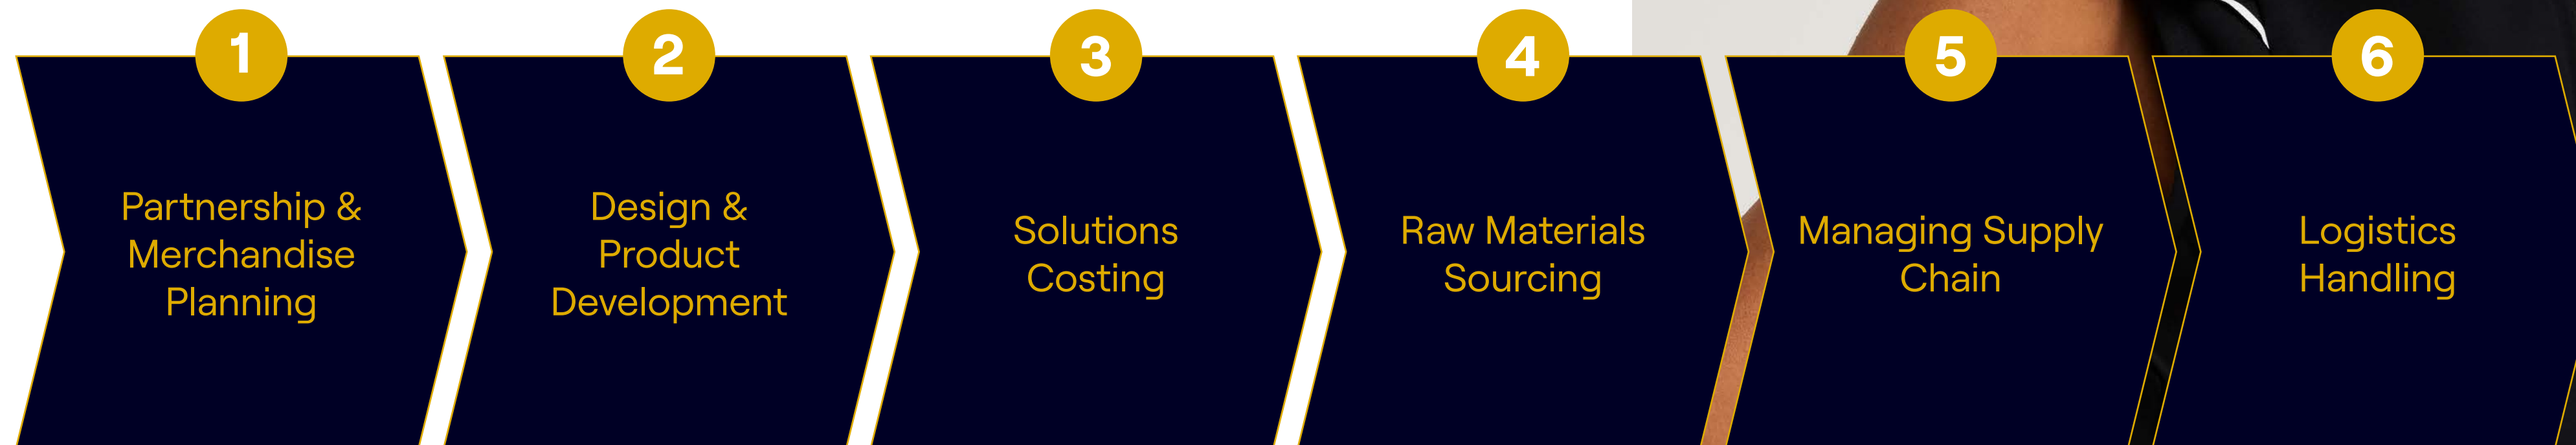 1
Partnership &
Merchandise
Planning
2
Design &
Product
Development
3
Solutions
Costing
4
Raw Materials
Sourcing
5
Managing Supply
Chain
6
Logistics
Handling